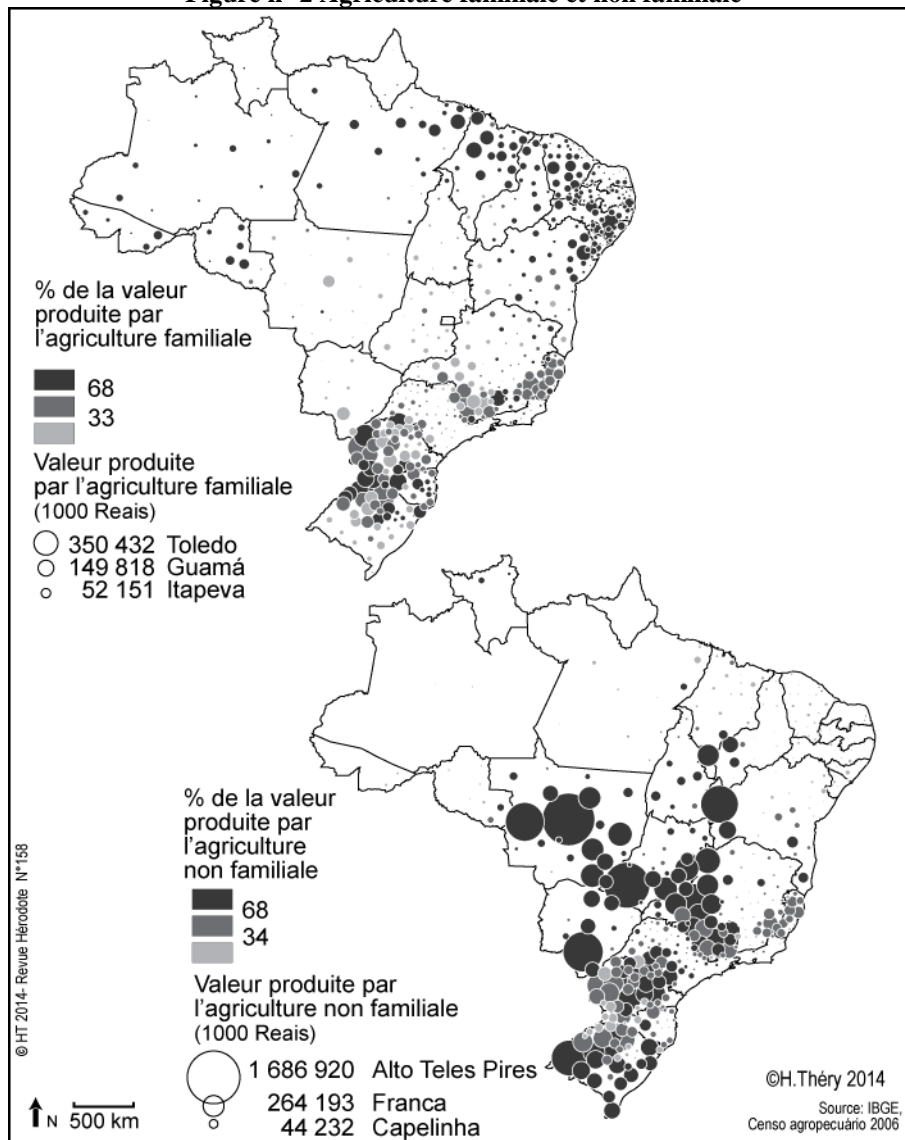 Figure n° 2 Agriculture familiale et non familiale
% de la valeur
produite par
l'agriculture familiale
68
33
Valeur produite
par l'agriculture familiale
(1000 Reais)
350 432 Toledo
149 818 Guamá
52 151 Itapeva
% de la valeur
produite par
l'agriculture
non familiale
68
34
Valeur produite par
l'agriculture non familiale
(1000 Reais)
1 686 920 Alto Teles Pires
264 193 Franca
44 232 Capelinha
© HT 2014- Revue Hérodote N°158
N 500 km
©H.Théry 2014
Source: IBGE,
Censo agropecuário 2006